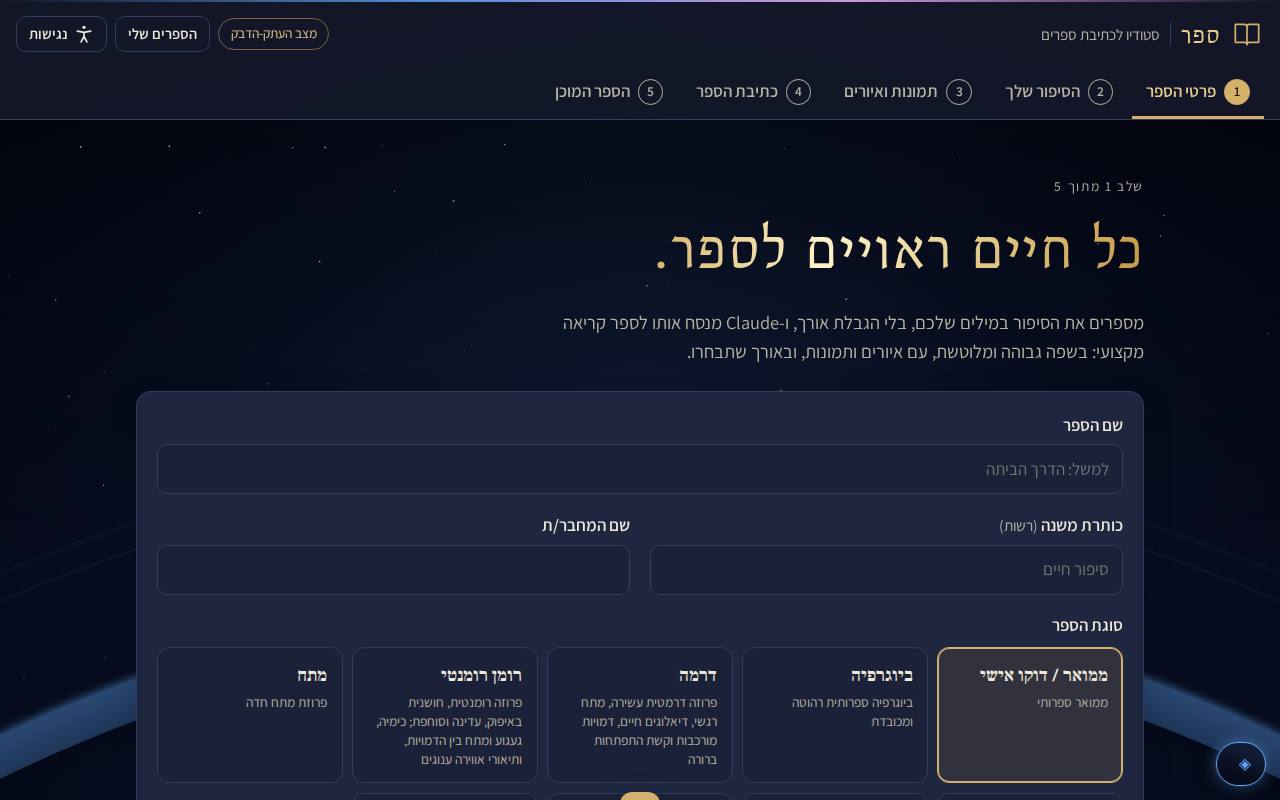 ספר
סטודיו לכתיבת ספרים
מצב העתק-הדבק
הספרים שלי
נגישות
1 פרטי הספר
2 הסיפור שלך
3 תמונות ואיורים
4 כתיבת הספר
5 הספר המוכן
שלב 1 מתוך 5
כל חיים ראויים לספר.
מספרים את הסיפור במילים שלכם, בלי הגבלת אורך, ו-Claude מנסח אותו לספר קריאה
מקצועי: בשפה גבוהה ומלוטשת, עם איורים ותמונות, ובאורך שתבחרו.
שם הספר
למשל: הדרך הביתה
כותרת משנה (רשות)
שם המחבר/ת
סיפור חיים
סוגת הספר
ממואר / דוקו אישי
ממואר ספרותי
ביוגרפיה
ביוגרפיה ספרותית רהוטה
ומכובדת
דרמה
פרוזה דרמטית עשירה, מתח
רגשי, דיאלוגים חיים, דמויות
מורכבות וקשת התפתחות
ברורה
רומן רומנטי
פרוזה רומנטית, חושנית
באיפוק, עדינה וסוחפת; כימיה,
געגוע ומתח בין הדמויות,
ותיאורי אווירה ענוגים
מתח
פרוזת מתח חדה